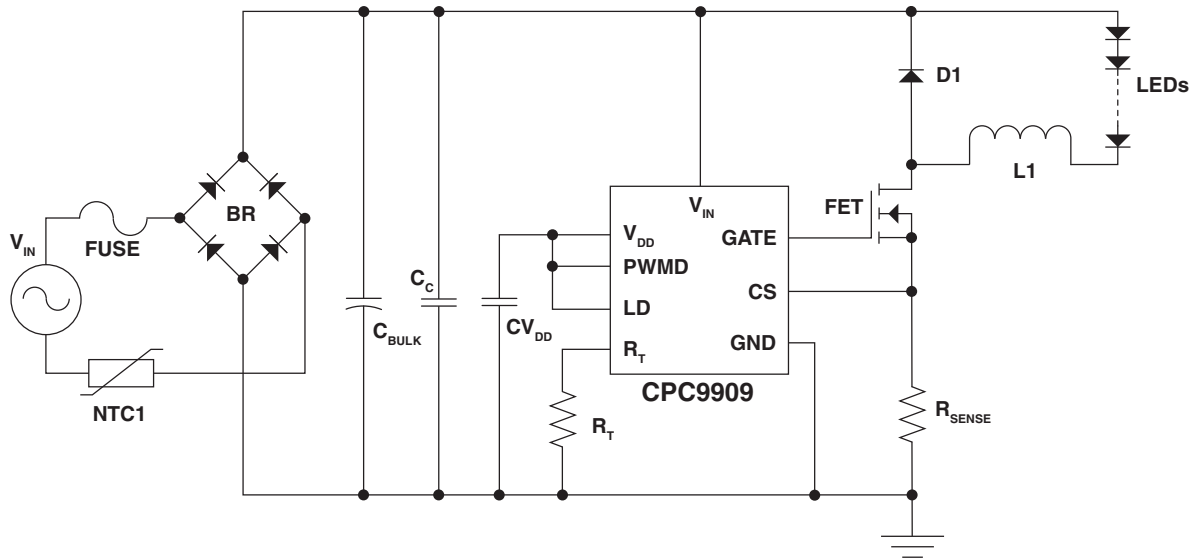 D1
LEDs
L1
V_IN
FUSE
BR
FET
V_IN
V_DD
GATE
PWMD
C_C
CS
LD
C_BULK
CV_DD
GND
R_T
CPC9909
NTC1
R_T
R_SENSE